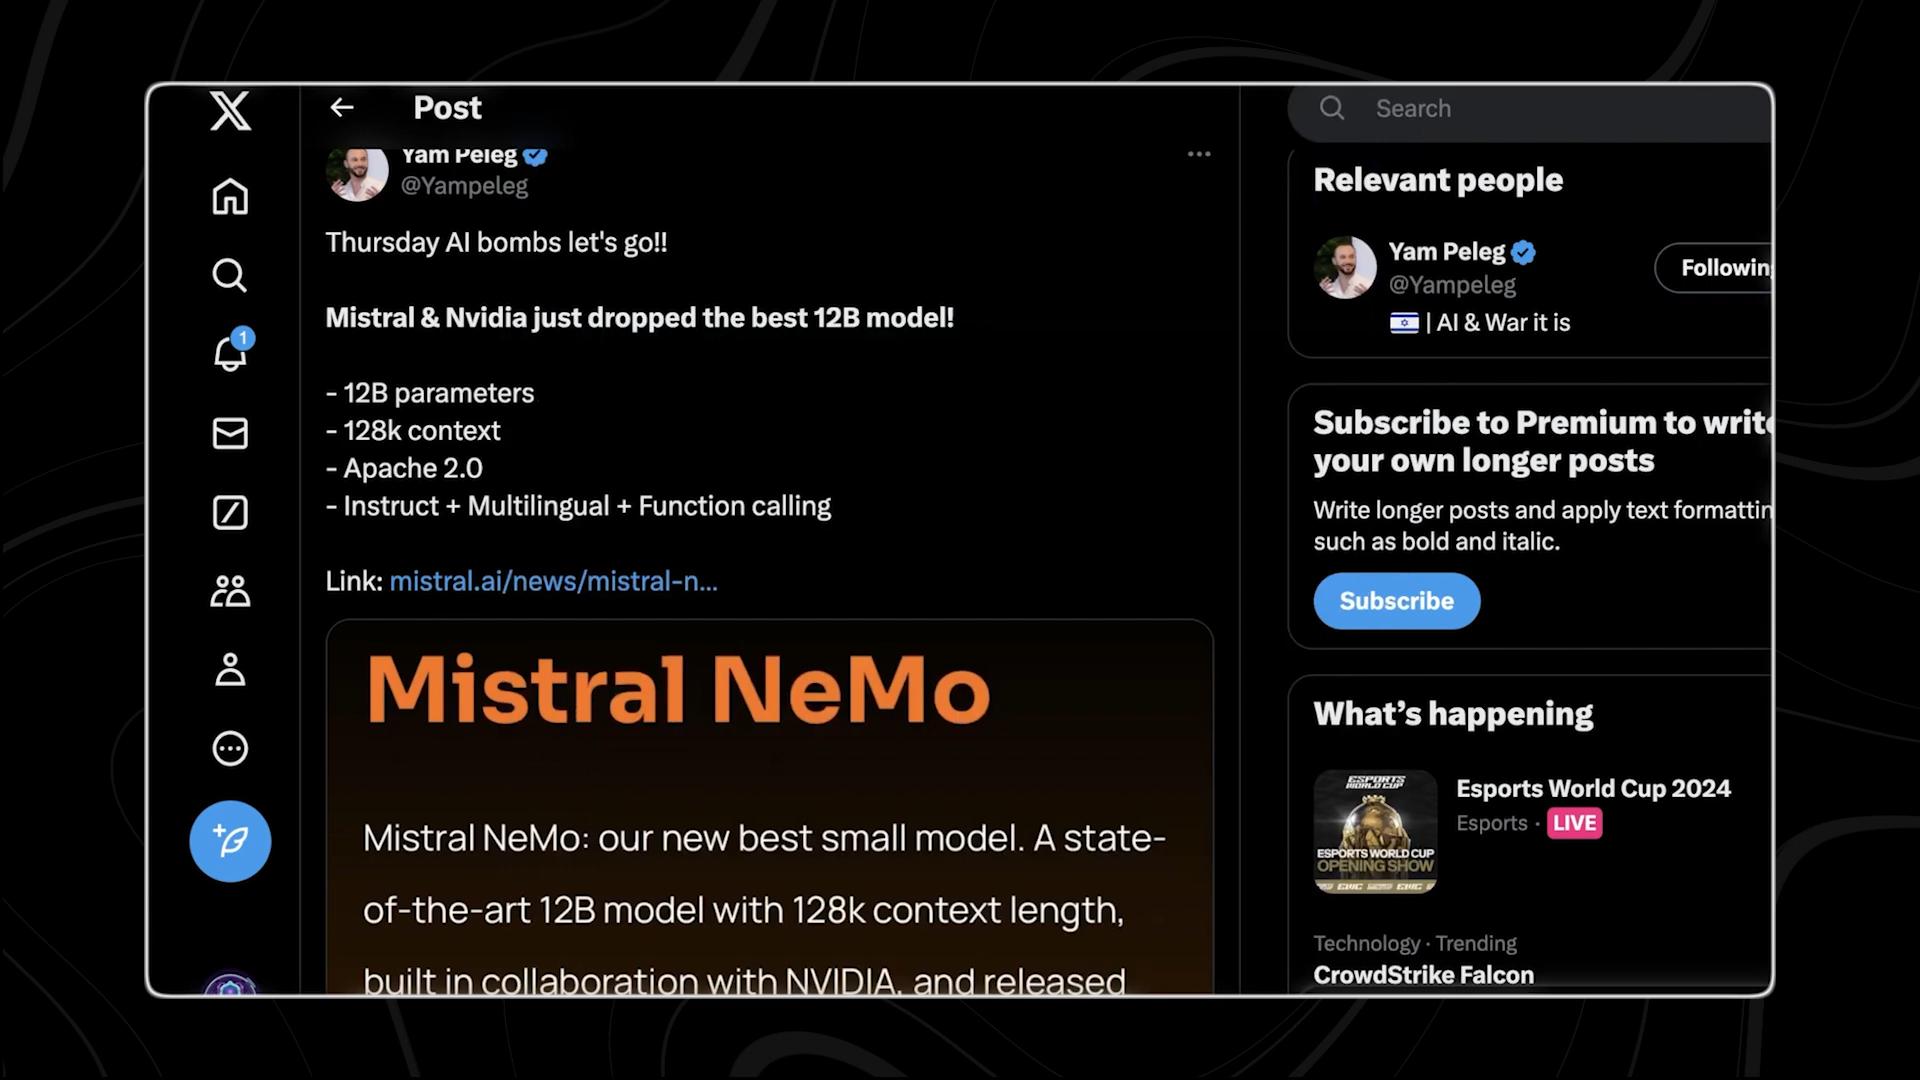 Post
Yam Peleg
@Yampeleg
Thursday AI bombs let's go!!
Mistral & Nvidia just dropped the best 12B model!
- 12B parameters
- 128k context
- Apache 2.0
- Instruct + Multilingual + Function calling
Link: mistral.ai/news/mistral-n...
Mistral NeMo
Mistral NeMo: our new best small model. A state-
of-the-art 12B model with 128k context length,
built in collaboration with NVIDIA, and released
1
Search
Relevant people
Yam Peleg
@Yampeleg
Followin
| AI & War it is
Subscribe to Premium to write
your own longer posts
Write longer posts and apply text formattin
such as bold and italic.
Subscribe
What's happening
ESPORTS
WORLD CUP
ESPORTS WORLD CUP
OPENING SHOW
Esports World Cup 2024
Esports · LIVE
Technology · Trending
CrowdStrike Falcon